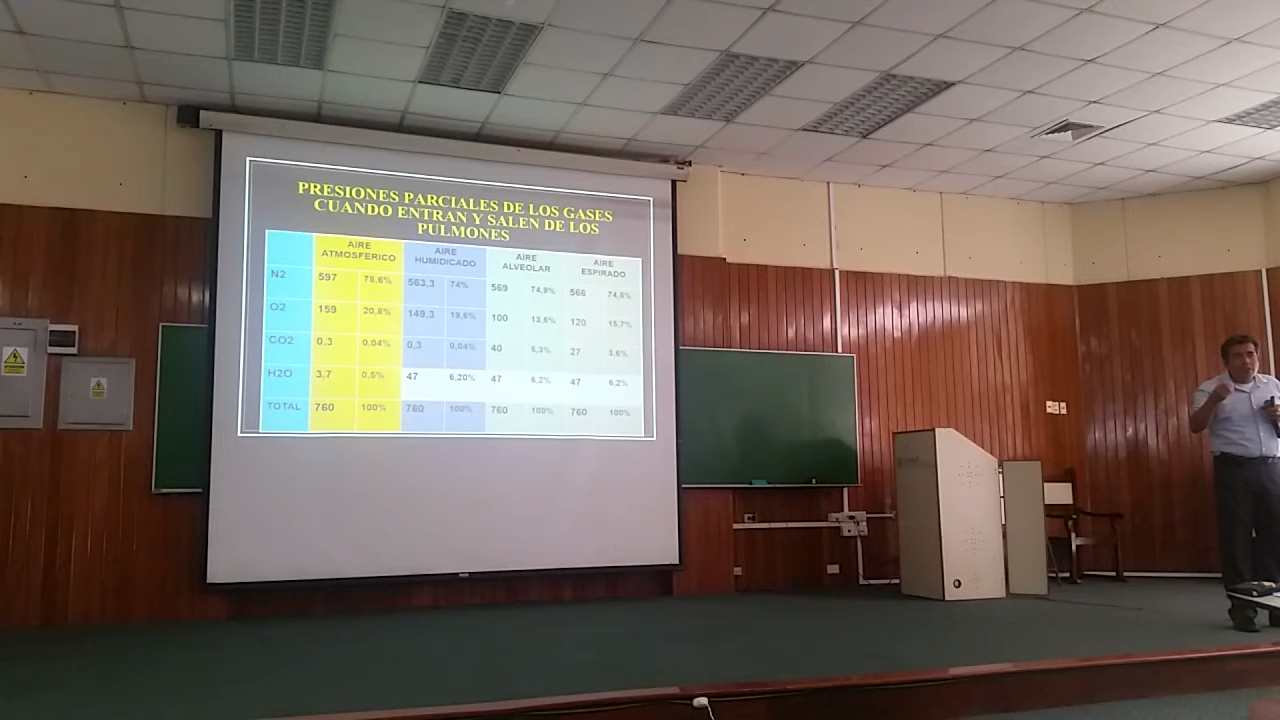 PRESIONES PARCIALES DE LOS GASES
CUANDO ENTRAN Y SALEN DE LOS
PULMONES
AIRE ATMOSFERICO AIRE HUMIDICADO AIRE ALVEOLAR AIRE ESPIRADO
N2 597 78,6% 563,3 74% 569 74,9% 566 74,5%
O2 159 20,8% 149,3 19,6% 100 13,6% 120 15,7%
CO2 0,3 0,04% 0,3 0,04% 40 5,3% 27 3,6%
H2O 3,7 0,5% 47 6,20% 47 6,2% 47 6,2%
TOTAL 760 100% 760 100% 760 100% 760 100%